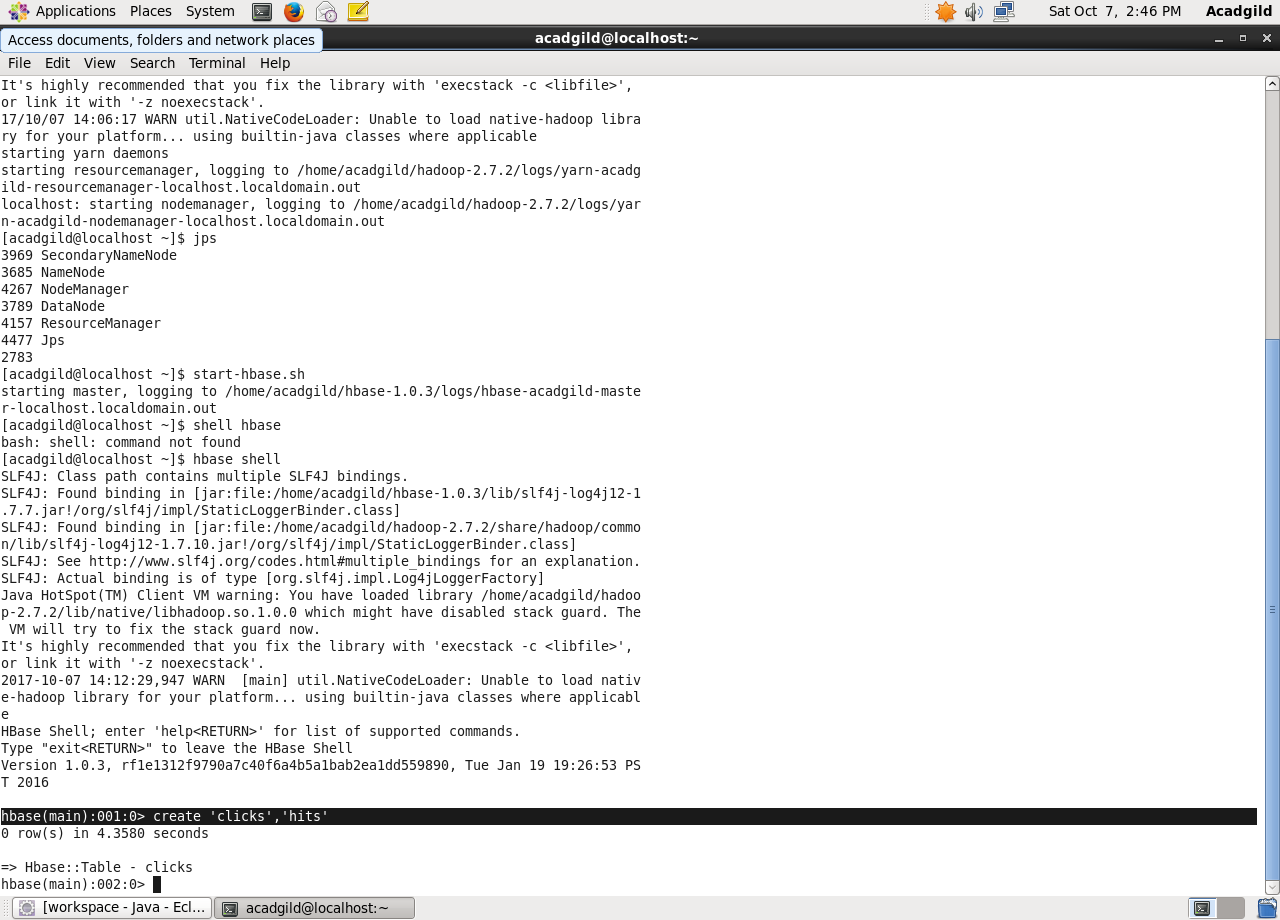 Applications Places System Sat Oct 7, 2:46 PM Acadgild
Access documents, folders and network places
acadgild@localhost:~
File Edit View Search Terminal Help
It's highly recommended that you fix the library with 'execstack -c <libfile>',
or link it with '-z noexecstack'.
17/10/07 14:06:17 WARN util.NativeCodeLoader: Unable to load native-hadoop libra
ry for your platform... using builtin-java classes where applicable
starting yarn daemons
starting resourcemanager, logging to /home/acadgild/hadoop-2.7.2/logs/yarn-acadg
ild-resourcemanager-localhost.localdomain.out
localhost: starting nodemanager, logging to /home/acadgild/hadoop-2.7.2/logs/yar
n-acadgild-nodemanager-localhost.localdomain.out
[acadgild@localhost ~]$ jps
3969 SecondaryNameNode
3685 NameNode
4267 NodeManager
3789 DataNode
4157 ResourceManager
4477 Jps
2783
[acadgild@localhost ~]$ start-hbase.sh
starting master, logging to /home/acadgild/hbase-1.0.3/logs/hbase-acadgild-maste
r-localhost.localdomain.out
[acadgild@localhost ~]$ shell hbase
bash: shell: command not found
[acadgild@localhost ~]$ hbase shell
SLF4J: Class path contains multiple SLF4J bindings.
SLF4J: Found binding in [jar:file:/home/acadgild/hbase-1.0.3/lib/slf4j-log4j12-1
.7.7.jar!/org/slf4j/impl/StaticLoggerBinder.class]
SLF4J: Found binding in [jar:file:/home/acadgild/hadoop-2.7.2/share/hadoop/commo
n/lib/slf4j-log4j12-1.7.10.jar!/org/slf4j/impl/StaticLoggerBinder.class]
SLF4J: See http://www.slf4j.org/codes.html#multiple_bindings for an explanation.
SLF4J: Actual binding is of type [org.slf4j.impl.Log4jLoggerFactory]
Java HotSpot(TM) Client VM warning: You have loaded library /home/acadgild/hadoo
p-2.7.2/lib/native/libhadoop.so.1.0.0 which might have disabled stack guard. The
 VM will try to fix the stack guard now.
It's highly recommended that you fix the library with 'execstack -c <libfile>',
or link it with '-z noexecstack'.
2017-10-07 14:12:29,947 WARN  [main] util.NativeCodeLoader: Unable to load nativ
e-hadoop library for your platform... using builtin-java classes where applicabl
e
HBase Shell; enter 'help<RETURN>' for list of supported commands.
Type "exit<RETURN>" to leave the HBase Shell
Version 1.0.3, rf1e1312f9790a7c40f6a4b5a1bab2ea1dd559890, Tue Jan 19 19:26:53 PS
T 2016
hbase(main):001:0> create 'clicks','hits'
0 row(s) in 4.3580 seconds
=> Hbase::Table - clicks
hbase(main):002:0>
[workspace - Java - Ecl... acadgild@localhost:~